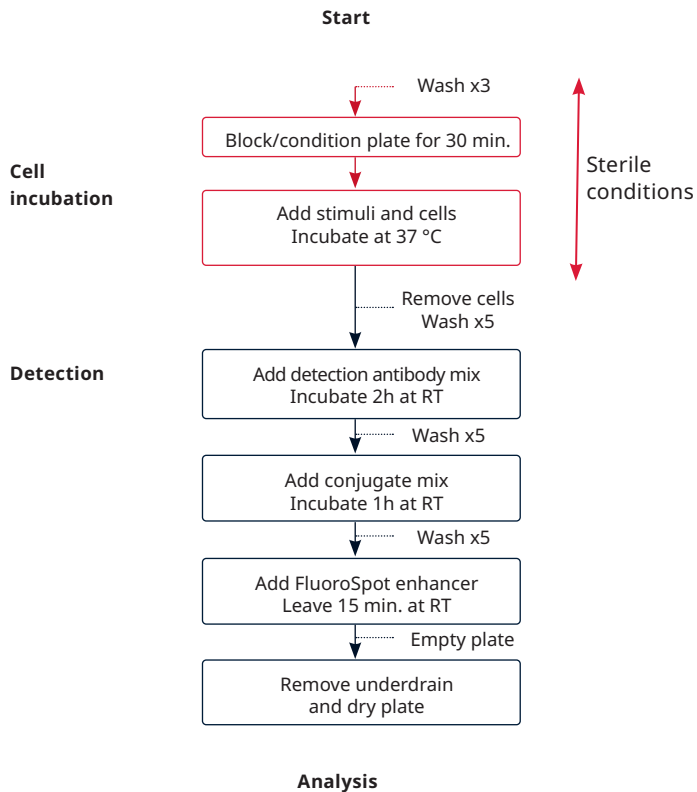 Start
Wash x3
Block/condition plate for 30 min.
Cell
incubation
Sterile
conditions
Add stimuli and cells
Incubate at 37 °C
Remove cells
Wash x5
Detection
Add detection antibody mix
Incubate 2h at RT
Wash x5
Add conjugate mix
Incubate 1h at RT
Wash x5
Add FluoroSpot enhancer
Leave 15 min. at RT
Empty plate
Remove underdrain
and dry plate
Analysis